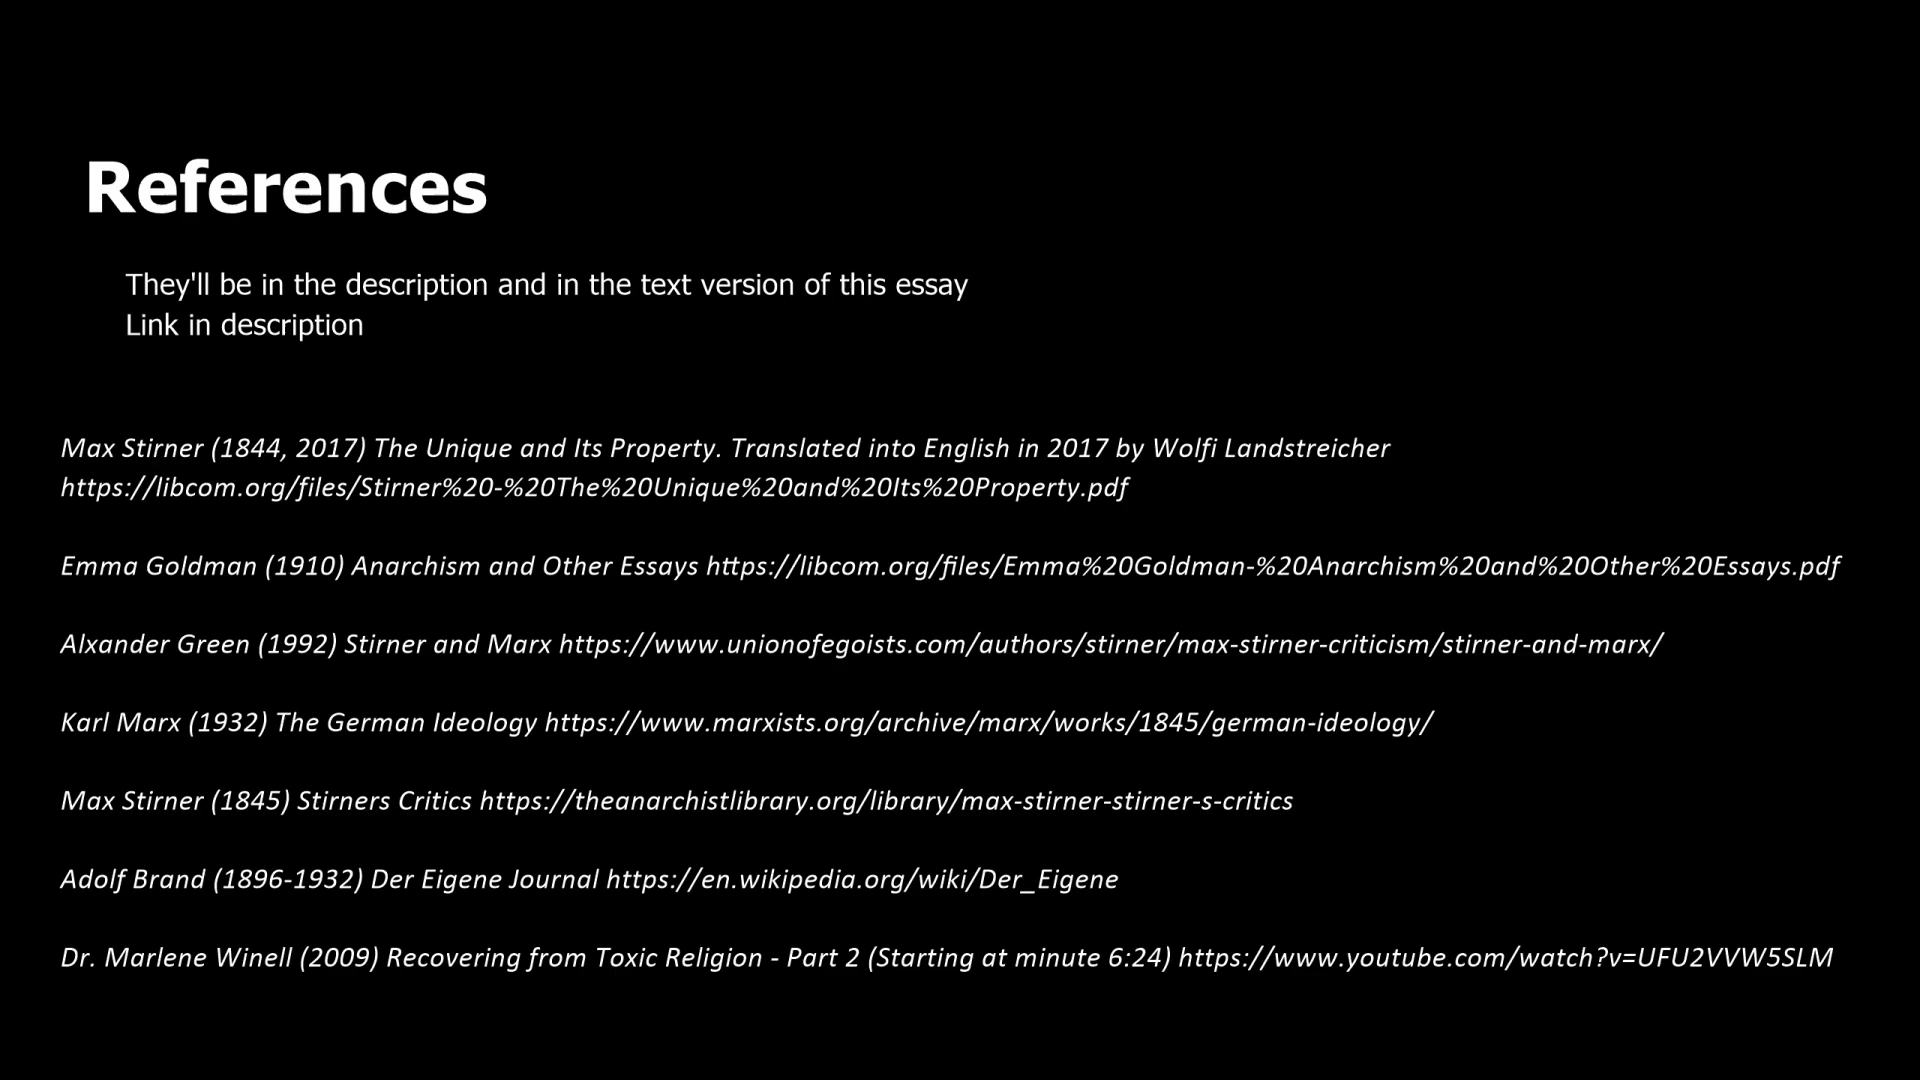 References
They'll be in the description and in the text version of this essay
Link in description
Max Stirner (1844, 2017) The Unique and Its Property. Translated into English in 2017 by Wolfi Landstreicher
https://libcom.org/files/Stirner%20-%20The%20Unique%20and%20Its%20Property.pdf
Emma Goldman (1910) Anarchism and Other Essays https://libcom.org/files/Emma%20Goldman-%20Anarchism%20and%20Other%20Essays.pdf
Alxander Green (1992) Stirner and Marx https://www.unionofegoists.com/authors/stirner/max-stirner-criticism/stirner-and-marx/
Karl Marx (1932) The German Ideology https://www.marxists.org/archive/marx/works/1845/german-ideology/
Max Stirner (1845) Stirners Critics https://theanarchistlibrary.org/library/max-stirner-stirner-s-critics
Adolf Brand (1896-1932) Der Eigene Journal https://en.wikipedia.org/wiki/Der_Eigene
Dr. Marlene Winell (2009) Recovering from Toxic Religion - Part 2 (Starting at minute 6:24) https://www.youtube.com/watch?v=UFU2VVW5SLM